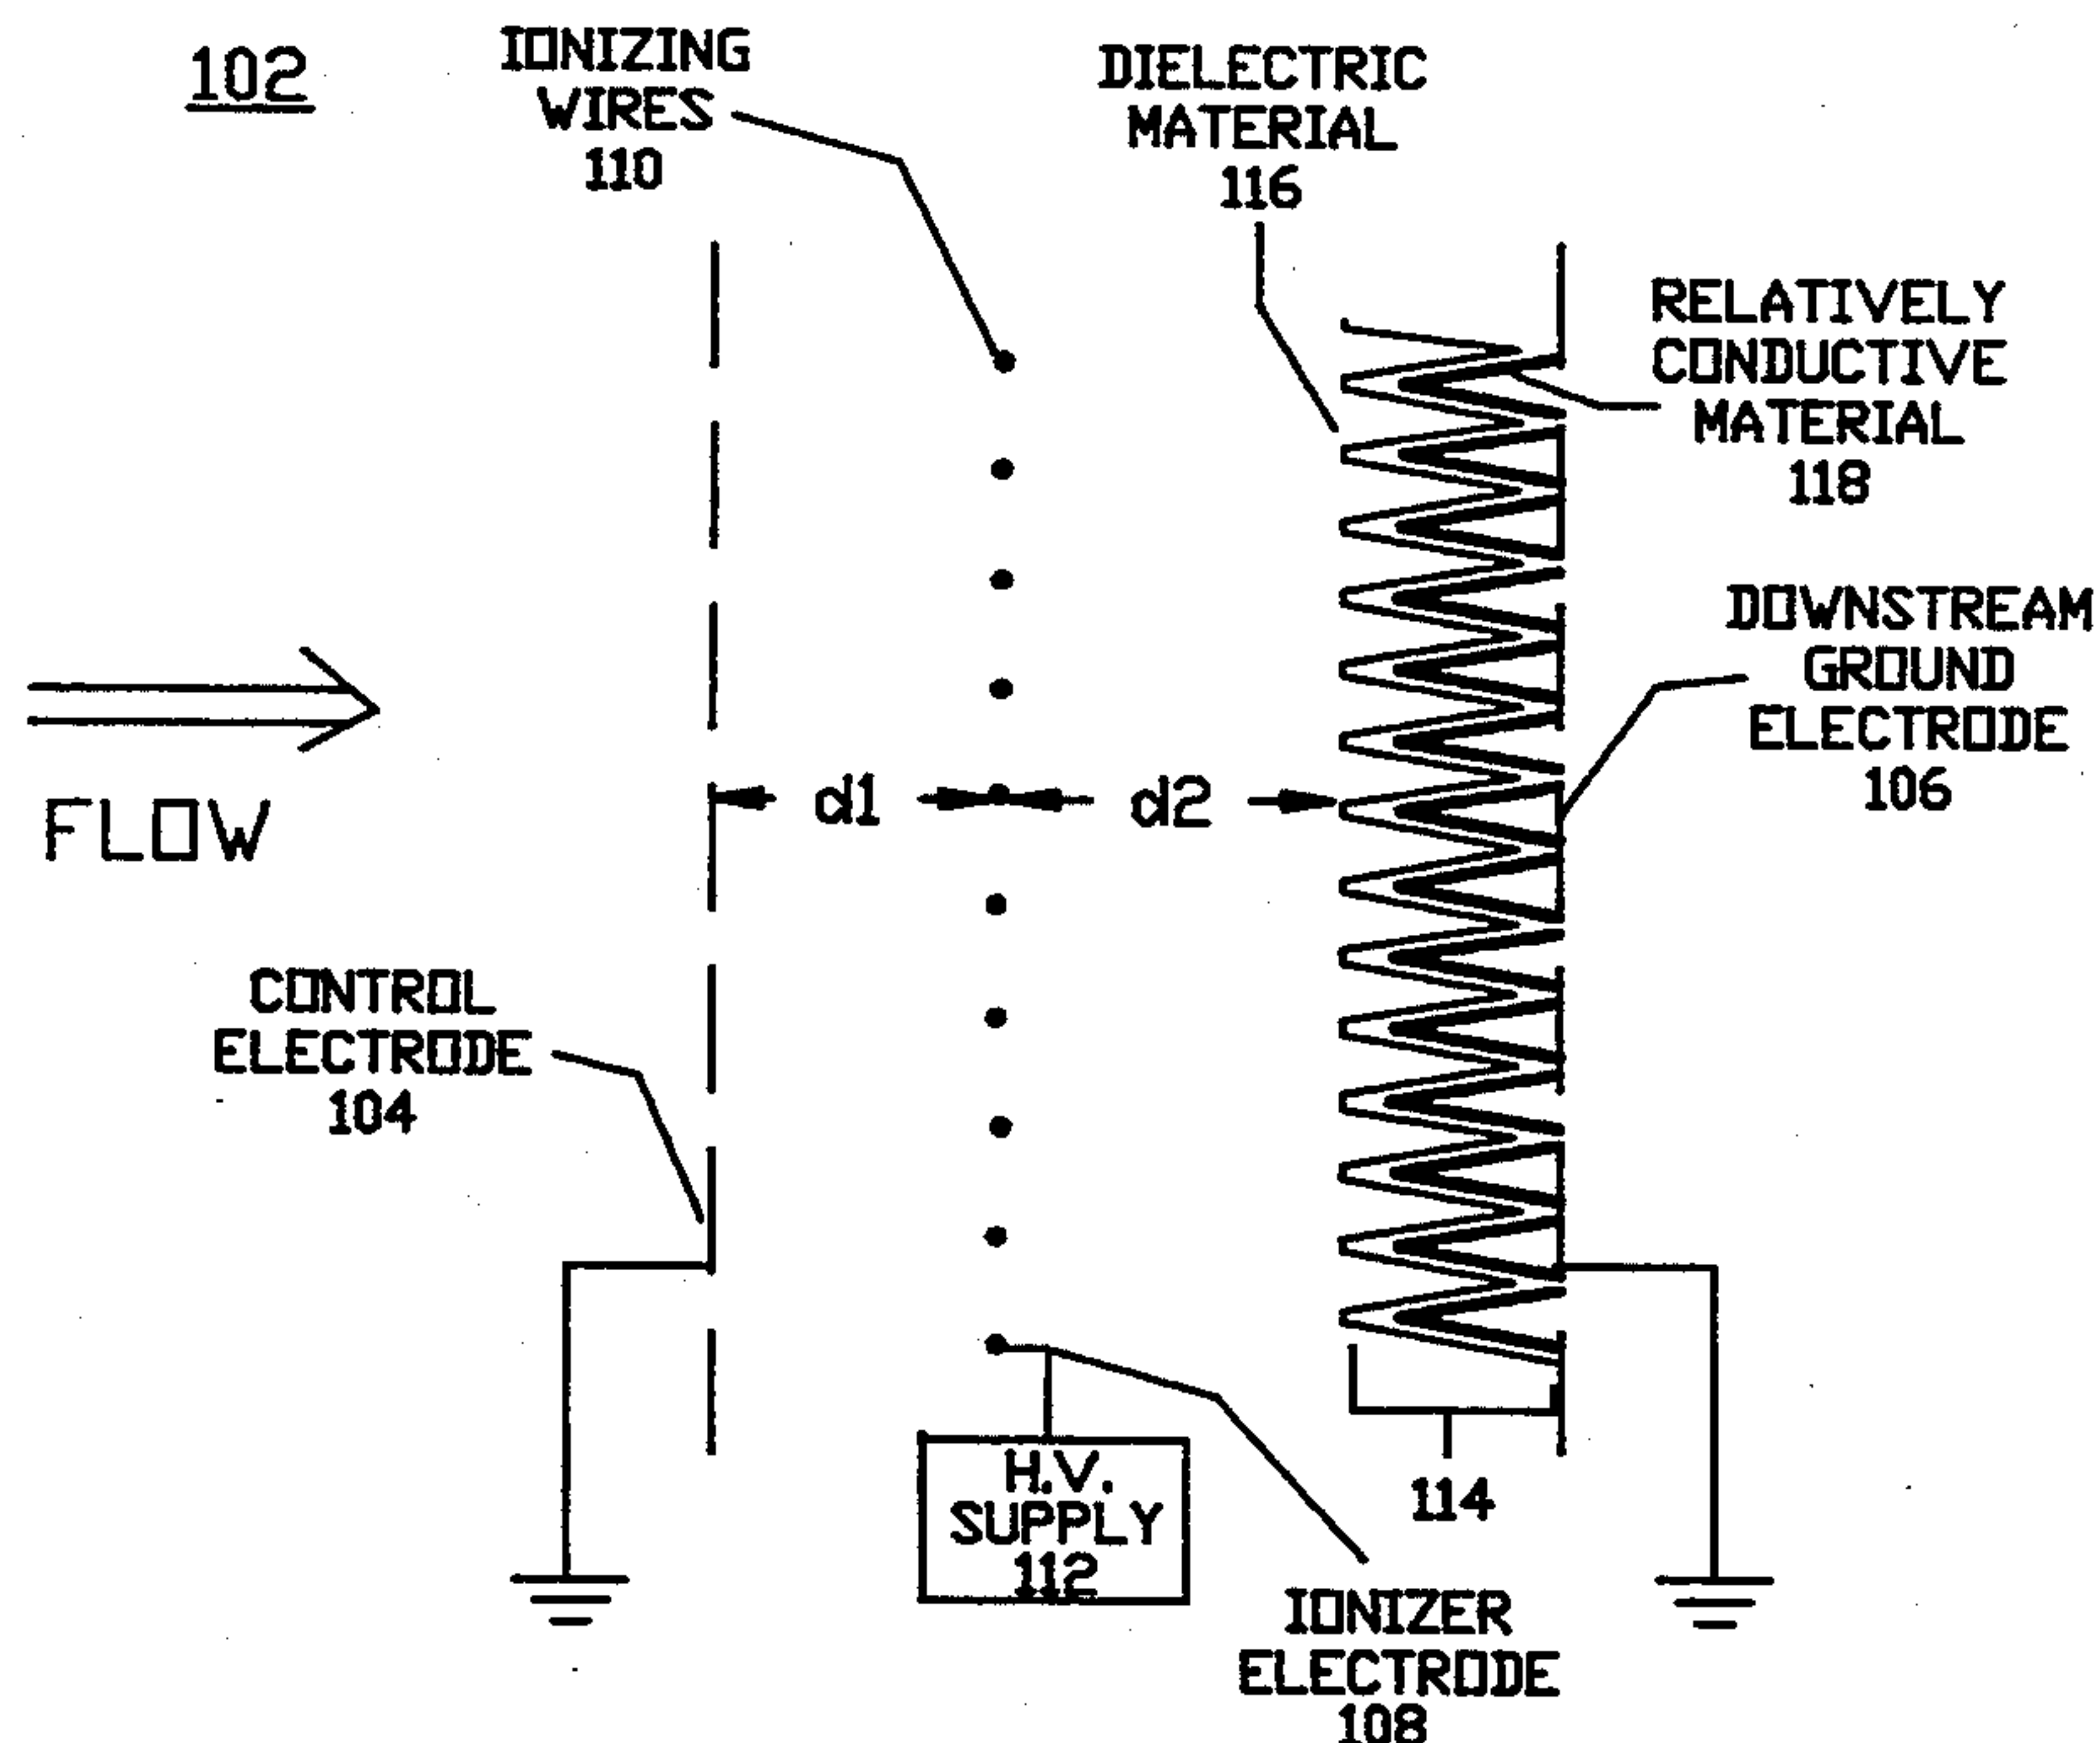 102
IONIZING
WIRES
110
DIELECTRIC
MATERIAL
116
RELATIVELY
CONDUCTIVE
MATERIAL
118
DOWNSTREAM
GROUND
ELECTRODE
106
FLOW
d1
d2
CONTROL
ELECTRODE
104
H.V.
SUPPLY
112
114
IONIZER
ELECTRODE
108